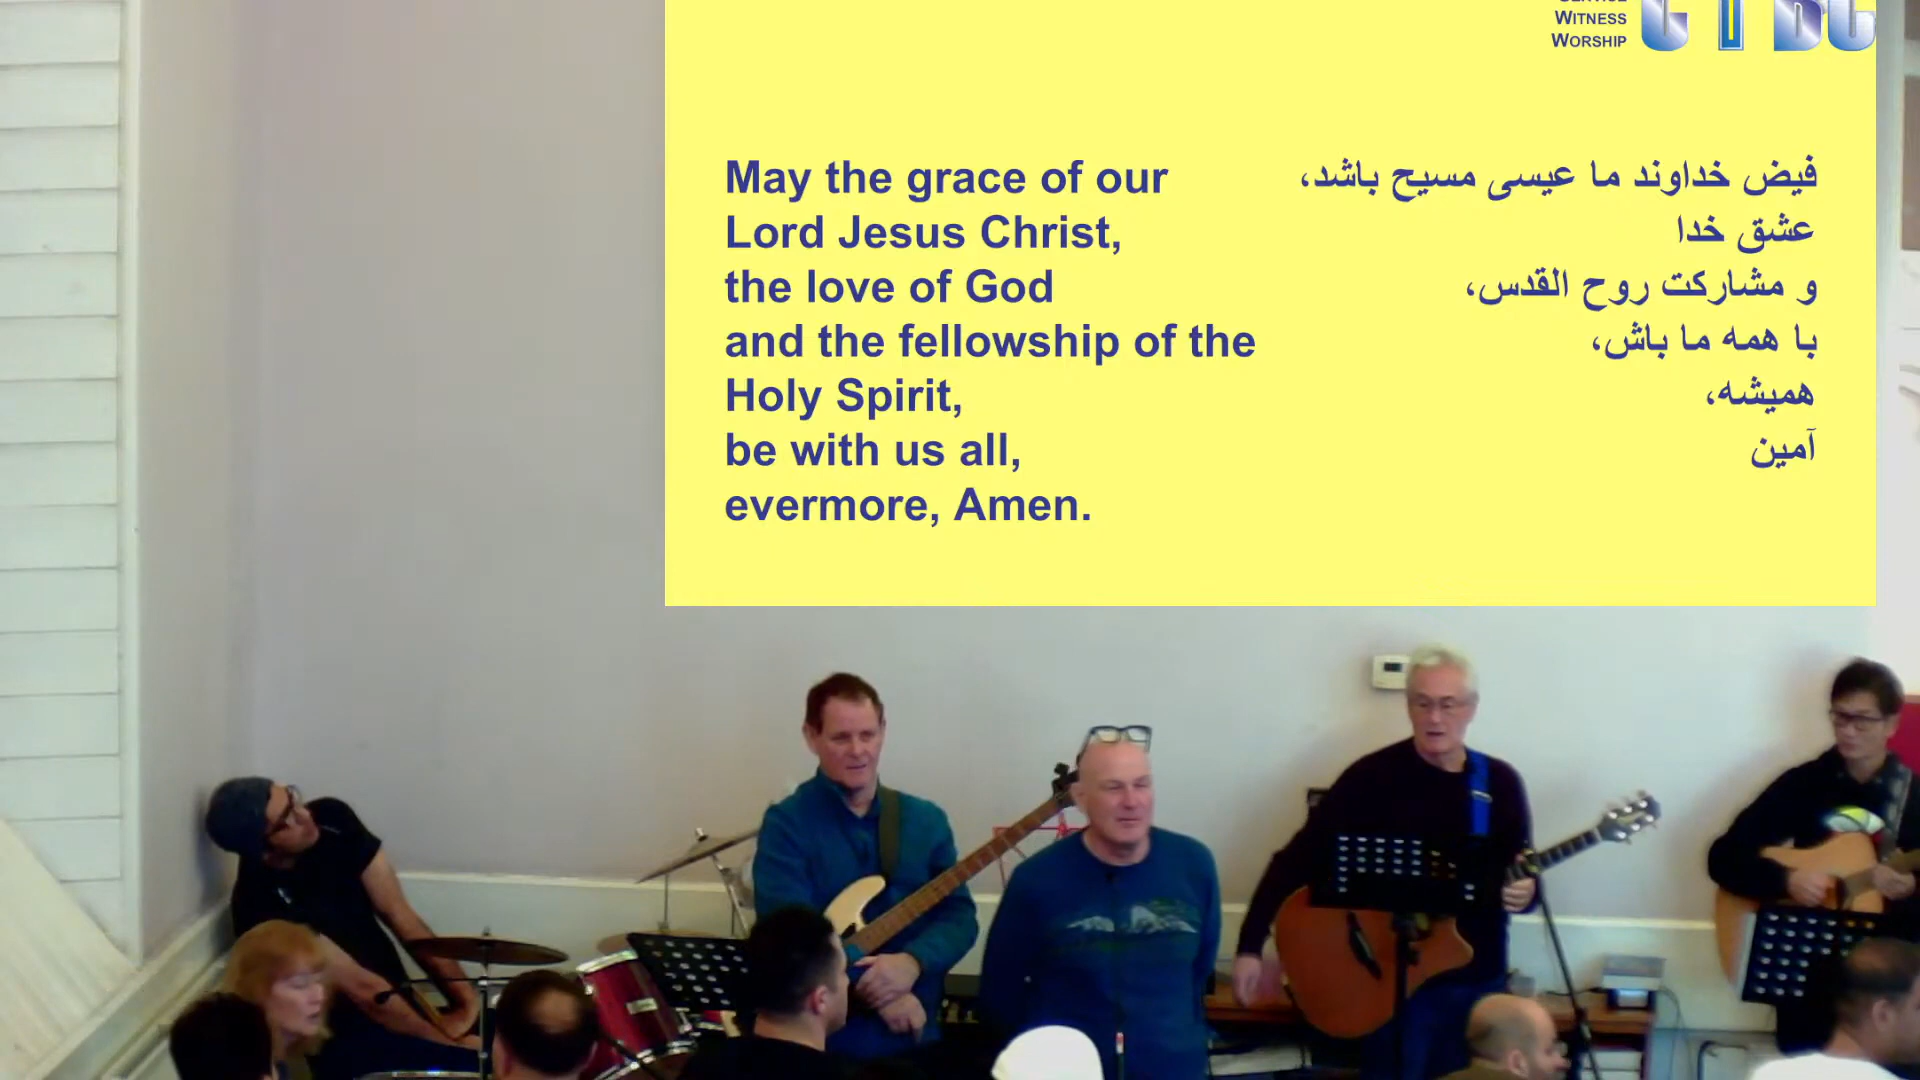 WITNESS
WORSHIP
May the grace of our
Lord Jesus Christ,
the love of God
and the fellowship of the
Holy Spirit,
be with us all,
evermore, Amen.
فیض خداوند ما عیسی مسیح باشد،
عشق خدا
و مشارکت روح القدس،
با همه ما باش،
همیشه،
آمین